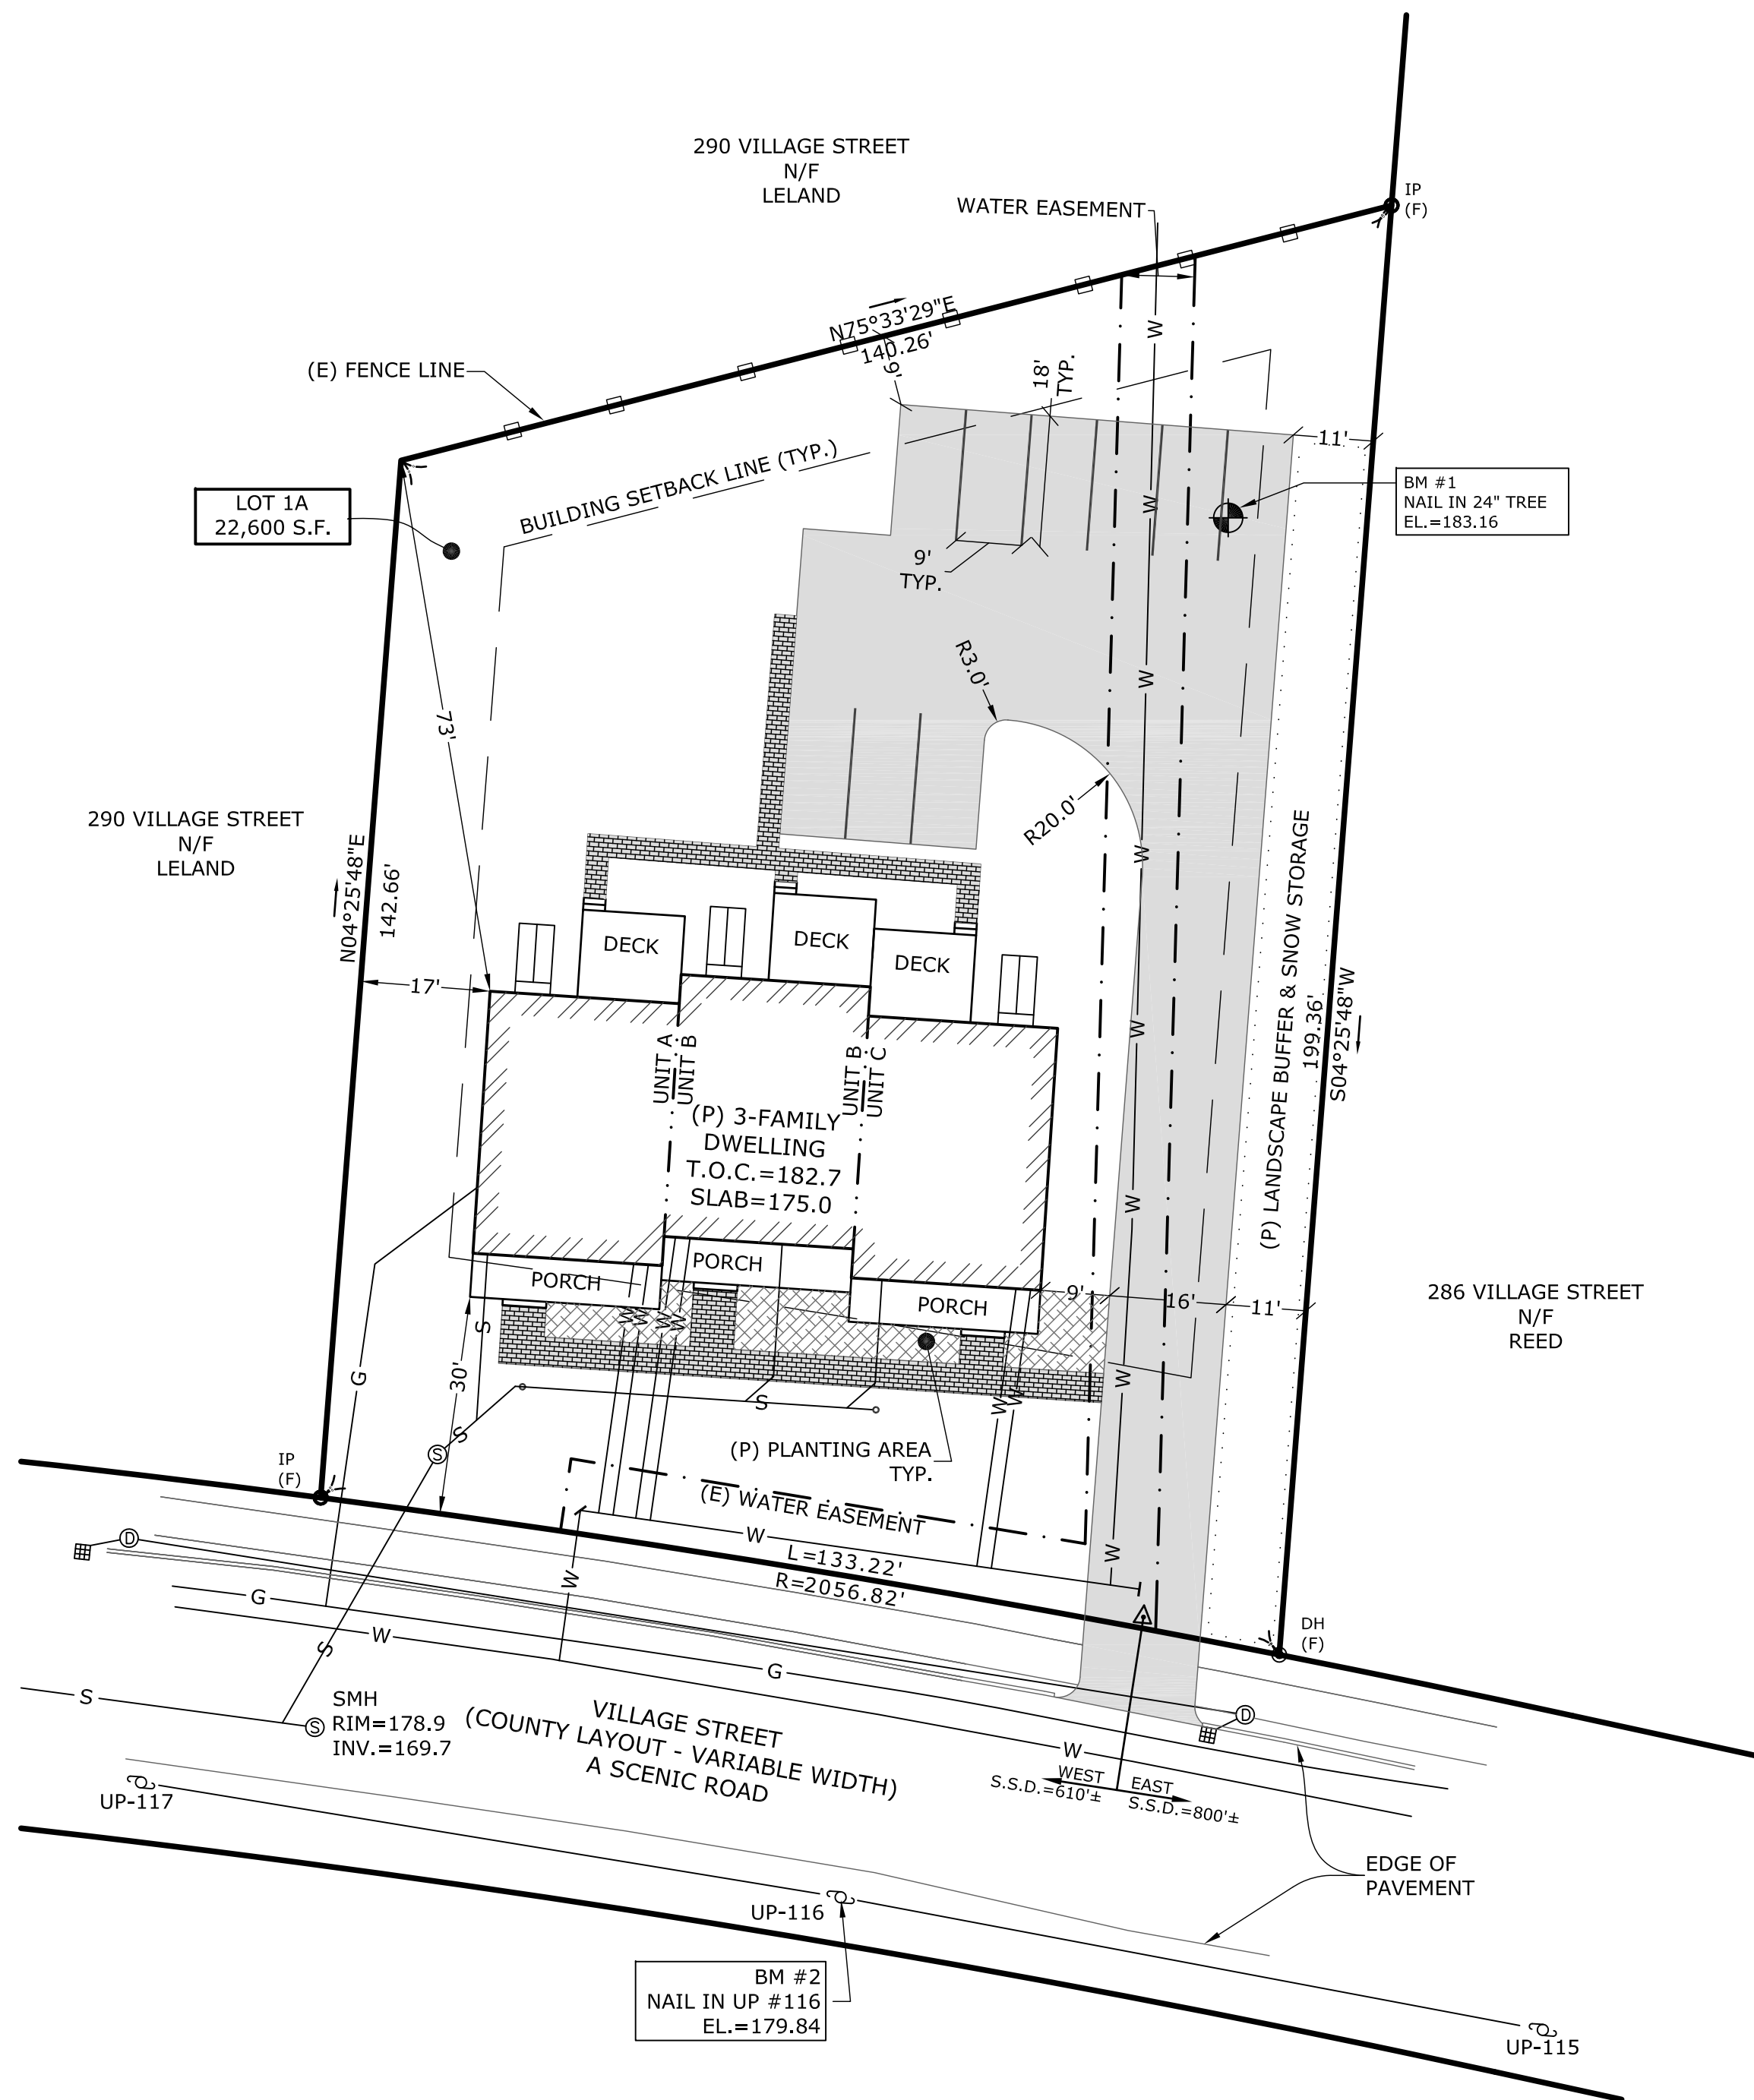 290 VILLAGE STREET
N/F
LELAND
WATER EASEMENT
IP
(F)
N75°33'29"E
140.26'
(E) FENCE LINE
9'
18'
TYP.
11'
BUILDING SETBACK LINE (TYP.)
LOT 1A
22,600 S.F.
BM #1
NAIL IN 24" TREE
EL.=183.16
9'
TYP.
W
W
W
W
W
W
W
W
R3.0'
R20.0'
73'
290 VILLAGE STREET
N/F
LELAND
N04°25'48"E
142.66'
17'
DECK
DECK
DECK
(P) LANDSCAPE BUFFER & SNOW STORAGE
199.36'
S04°25'48"W
UNIT A
UNIT B
UNIT B
UNIT C
(P) 3-FAMILY
DWELLING
T.O.C.=182.7
SLAB=175.0
PORCH
PORCH
PORCH
9'
16'
11'
286 VILLAGE STREET
N/F
REED
W
W
W
W
W
W
S
G
30'
S
S
S
(P) PLANTING AREA
TYP.
IP
(F)
(E) WATER EASEMENT
W
L=133.22'
R=2056.82'
W
D
G
W
S
G
DH
(F)
D
S
S
SMH
RIM=178.9
INV.=169.7
VILLAGE STREET
(COUNTY LAYOUT - VARIABLE WIDTH)
A SCENIC ROAD
W
WEST
S.S.D.=610'±
EAST
S.S.D.=800'±
UP-117
EDGE OF
PAVEMENT
UP-116
BM #2
NAIL IN UP #116
EL.=179.84
UP-115